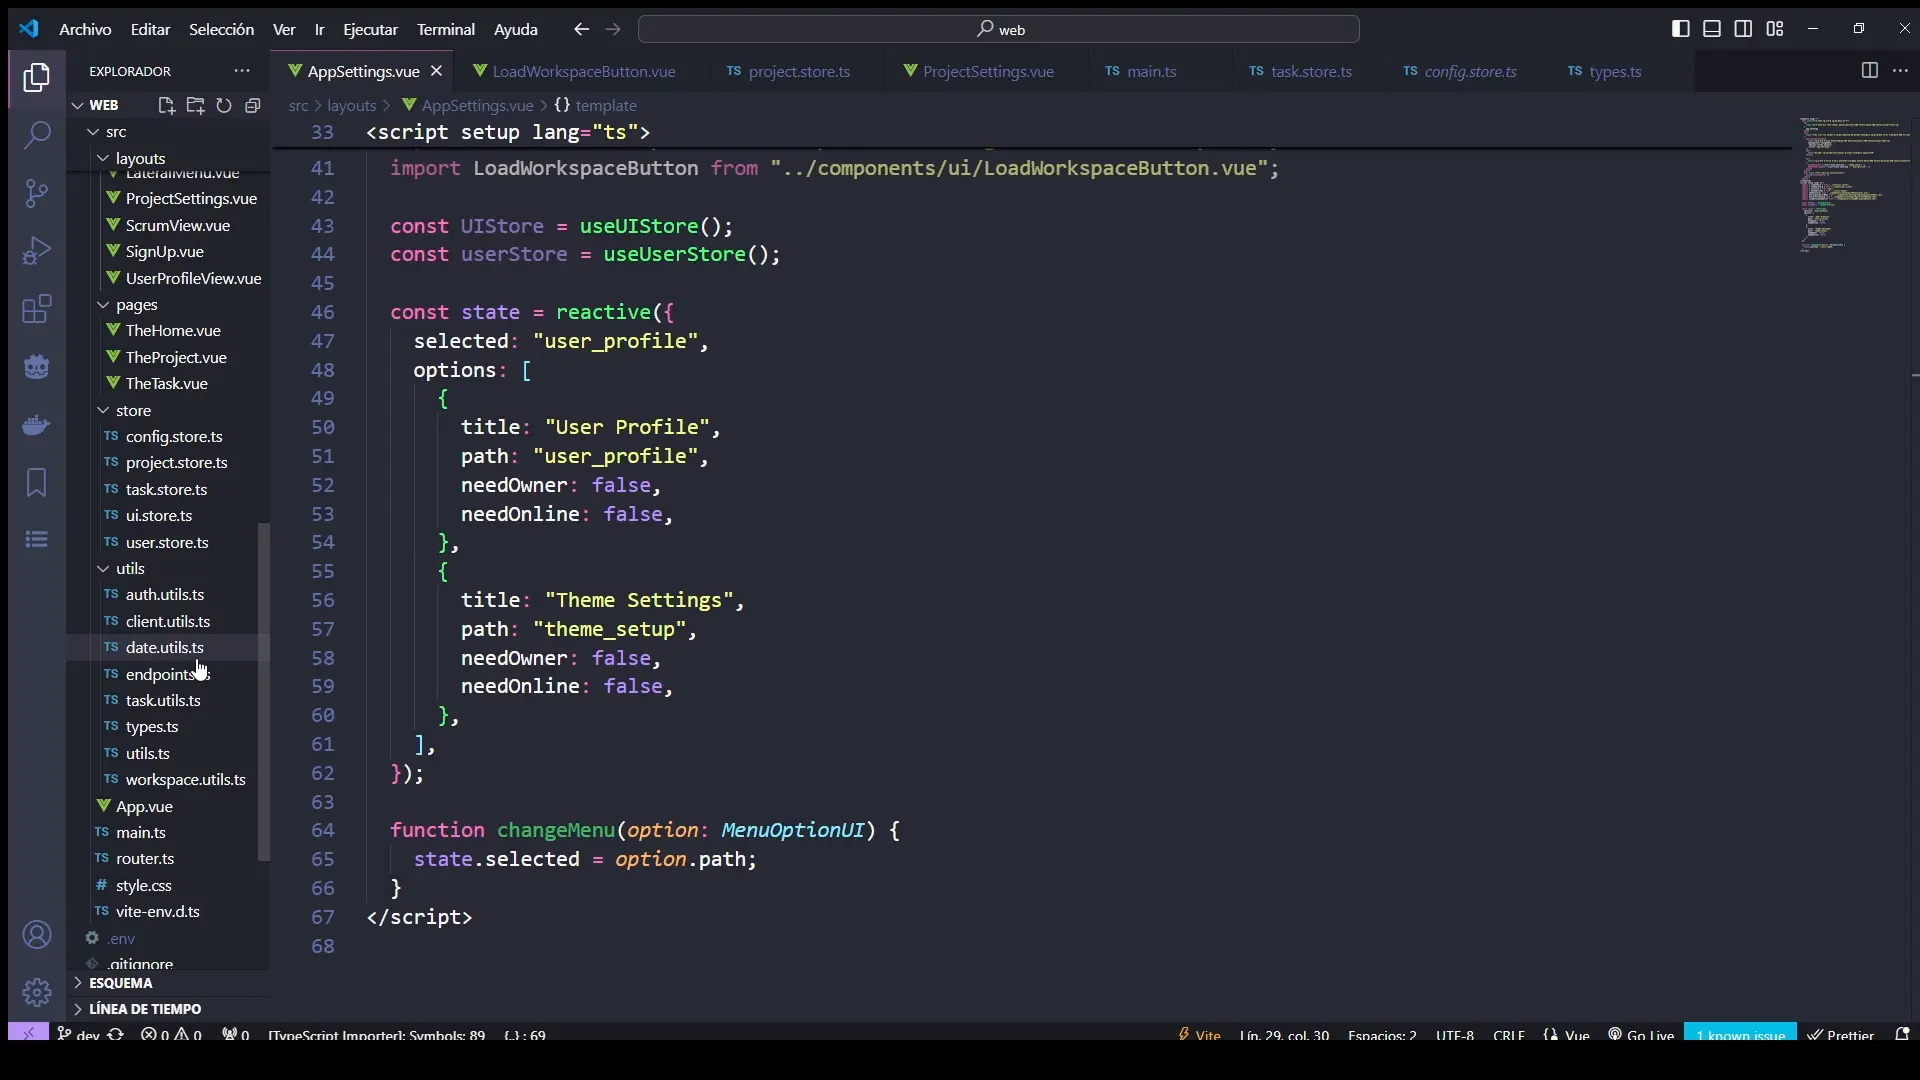 Archivo Editar Selección Ver Ir Ejecutar Terminal Ayuda
web
EXPLORADOR
AppSettings.vue
LoadWorkspaceButton.vue
TS project.store.ts
ProjectSettings.vue
TS main.ts
TS task.store.ts
TS config.store.ts
TS types.ts
WEB
src > layouts > AppSettings.vue > {} template
src
layouts
LateralMenu.vue
ProjectSettings.vue
ScrumView.vue
SignUp.vue
UserProfileView.vue
pages
TheHome.vue
TheProject.vue
TheTask.vue
store
TS config.store.ts
TS project.store.ts
TS task.store.ts
TS ui.store.ts
TS user.store.ts
utils
TS auth.utils.ts
TS client.utils.ts
TS date.utils.ts
TS endpoints
TS task.utils.ts
TS types.ts
TS utils.ts
TS workspace.utils.ts
App.vue
TS main.ts
TS router.ts
# style.css
TS vite-env.d.ts
.env
.gitignore
ESQUEMA
LÍNEA DE TIEMPO
33 <script setup lang="ts">
41 import LoadWorkspaceButton from "../components/ui/LoadWorkspaceButton.vue";
42
43 const UIStore = useUIStore();
44 const userStore = useUserStore();
45
46 const state = reactive({
47 selected: "user_profile",
48 options: [
49 {
50 title: "User Profile",
51 path: "user_profile",
52 needOwner: false,
53 needOnline: false,
54 },
55 {
56 title: "Theme Settings",
57 path: "theme_setup",
58 needOwner: false,
59 needOnline: false,
60 },
61 ],
62 });
63
64 function changeMenu(option: MenuOptionUI) {
65 state.selected = option.path;
66 }
67 </script>
68
dev 0 0 0 [TypeScript Importer]: Symbols: 89 {..} : 69 Vite Lín. 29, col. 30 Espacios: 2 UTF-8 CRLF {} Vue Go Live 1 known issue Prettier